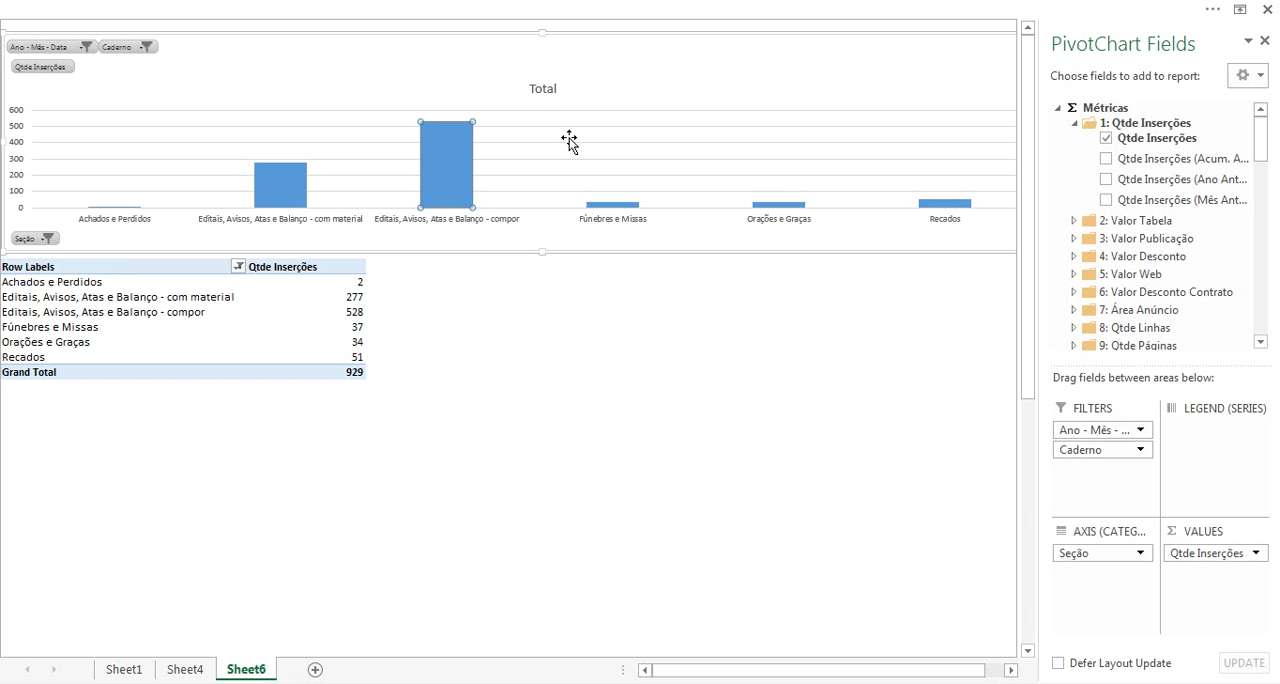 Ano - Mês - Data
Caderno
Qtde Inserções
Total
600
500
400
300
200
100
0
Achados e Perdidos
Editais, Avisos, Atas e Balanço - com material
Editais, Avisos, Atas e Balanço - compor
Fúnebres e Missas
Orações e Graças
Recados
Seção
Row Labels Qtde Inserções
Achados e Perdidos 2
Editais, Avisos, Atas e Balanço - com material 277
Editais, Avisos, Atas e Balanço - compor 528
Fúnebres e Missas 37
Orações e Graças 34
Recados 51
Grand Total 929
Sheet1 Sheet4 Sheet6
PivotChart Fields
Choose fields to add to report:
Σ Métricas
1: Qtde Inserções
Qtde Inserções
Qtde Inserções (Acum. A...
Qtde Inserções (Ano Ant...
Qtde Inserções (Mês Ant...
2: Valor Tabela
3: Valor Publicação
4: Valor Desconto
5: Valor Web
6: Valor Desconto Contrato
7: Área Anúncio
8: Qtde Linhas
9: Qtde Páginas
Drag fields between areas below:
FILTERS
Ano - Mês - ...
Caderno
LEGEND (SERIES)
AXIS (CATEG...
Seção
Σ VALUES
Qtde Inserções
Defer Layout Update
UPDATE